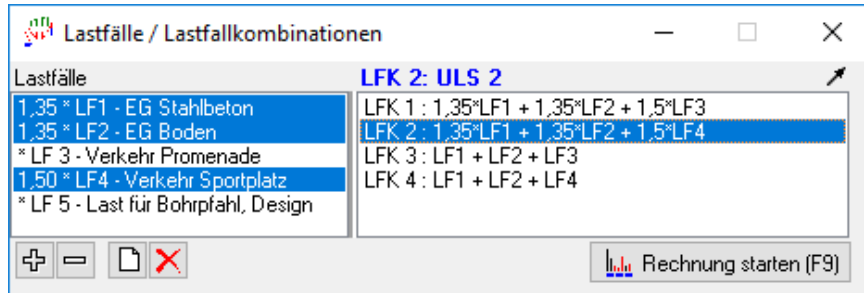 Lastfälle / Lastfallkombinationen
Lastfälle
LFK 2: ULS 2
1,35 * LF1 - EG Stahlbeton
1,35 * LF2 - EG Boden
* LF 3 - Verkehr Promenade
1,50 * LF4 - Verkehr Sportplatz
* LF 5 - Last für Bohrpfahl, Design
LFK 1 : 1,35*LF1 + 1,35*LF2 + 1,5*LF3
LFK 2 : 1,35*LF1 + 1,35*LF2 + 1,5*LF4
LFK 3 : LF1 + LF2 + LF3
LFK 4 : LF1 + LF2 + LF4
Rechnung starten (F9)